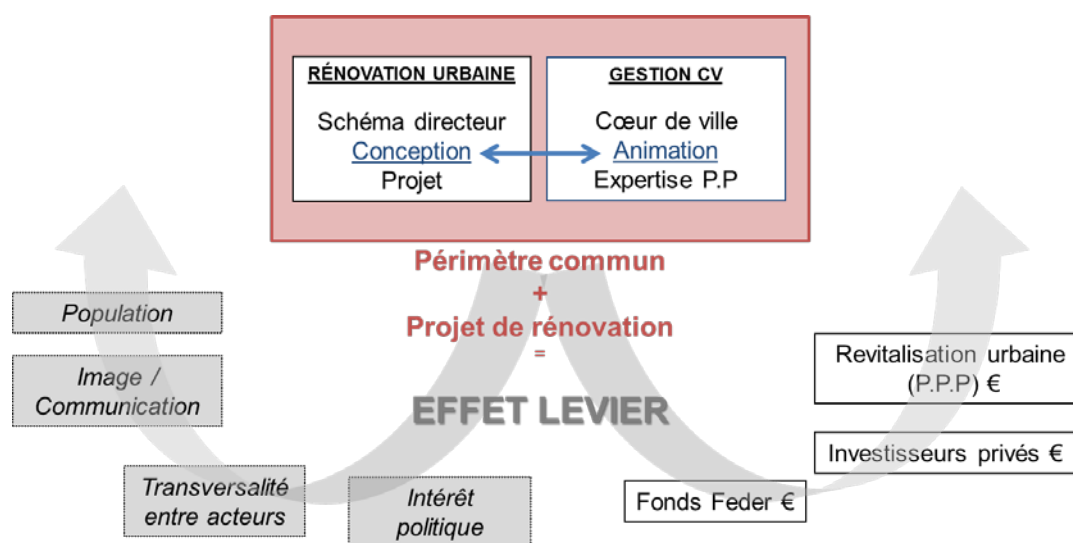 RÉNOVATION URBAINE
Schéma directeur
Conception
Projet
GESTION CV
Cœur de ville
Animation
Expertise P.P
Périmètre commun
+
Projet de rénovation
=
EFFET LEVIER
Population
Image /
Communication
Transversalité
entre acteurs
Intérêt
politique
Fonds Feder €
Investisseurs privés €
Revitalisation urbaine
(P.P.P) €